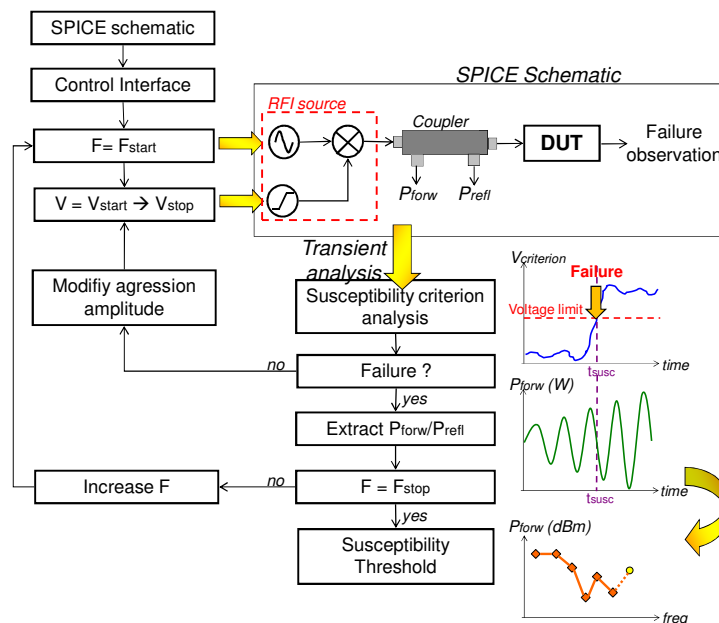 SPICE schematic
Control Interface
F= Fstart
V = Vstart → Vstop
Modifiy agression
amplitude
SPICE Schematic
RFI source
Coupler
Pforw
Prefl
DUT
Failure
observation
Transient
analysis
Susceptibility criterion
analysis
no
Failure ?
yes
Extract Pforw/Prefl
Increase F
no
F = Fstop
yes
Susceptibility
Threshold
Vcriterion
Failure
Voltage limit
time
tsusc
Pforw (W)
time
tsusc
Pforw (dBm)
freq